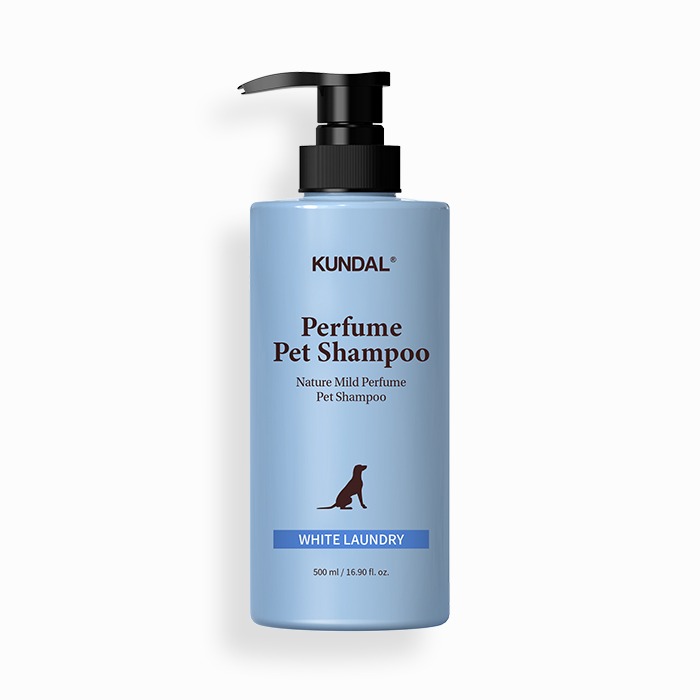 KUNDAL®
Perfume
Pet Shampoo
Nature Mild Perfume
Pet Shampoo
WHITE LAUNDRY
500 ml / 16.90 fl. oz.